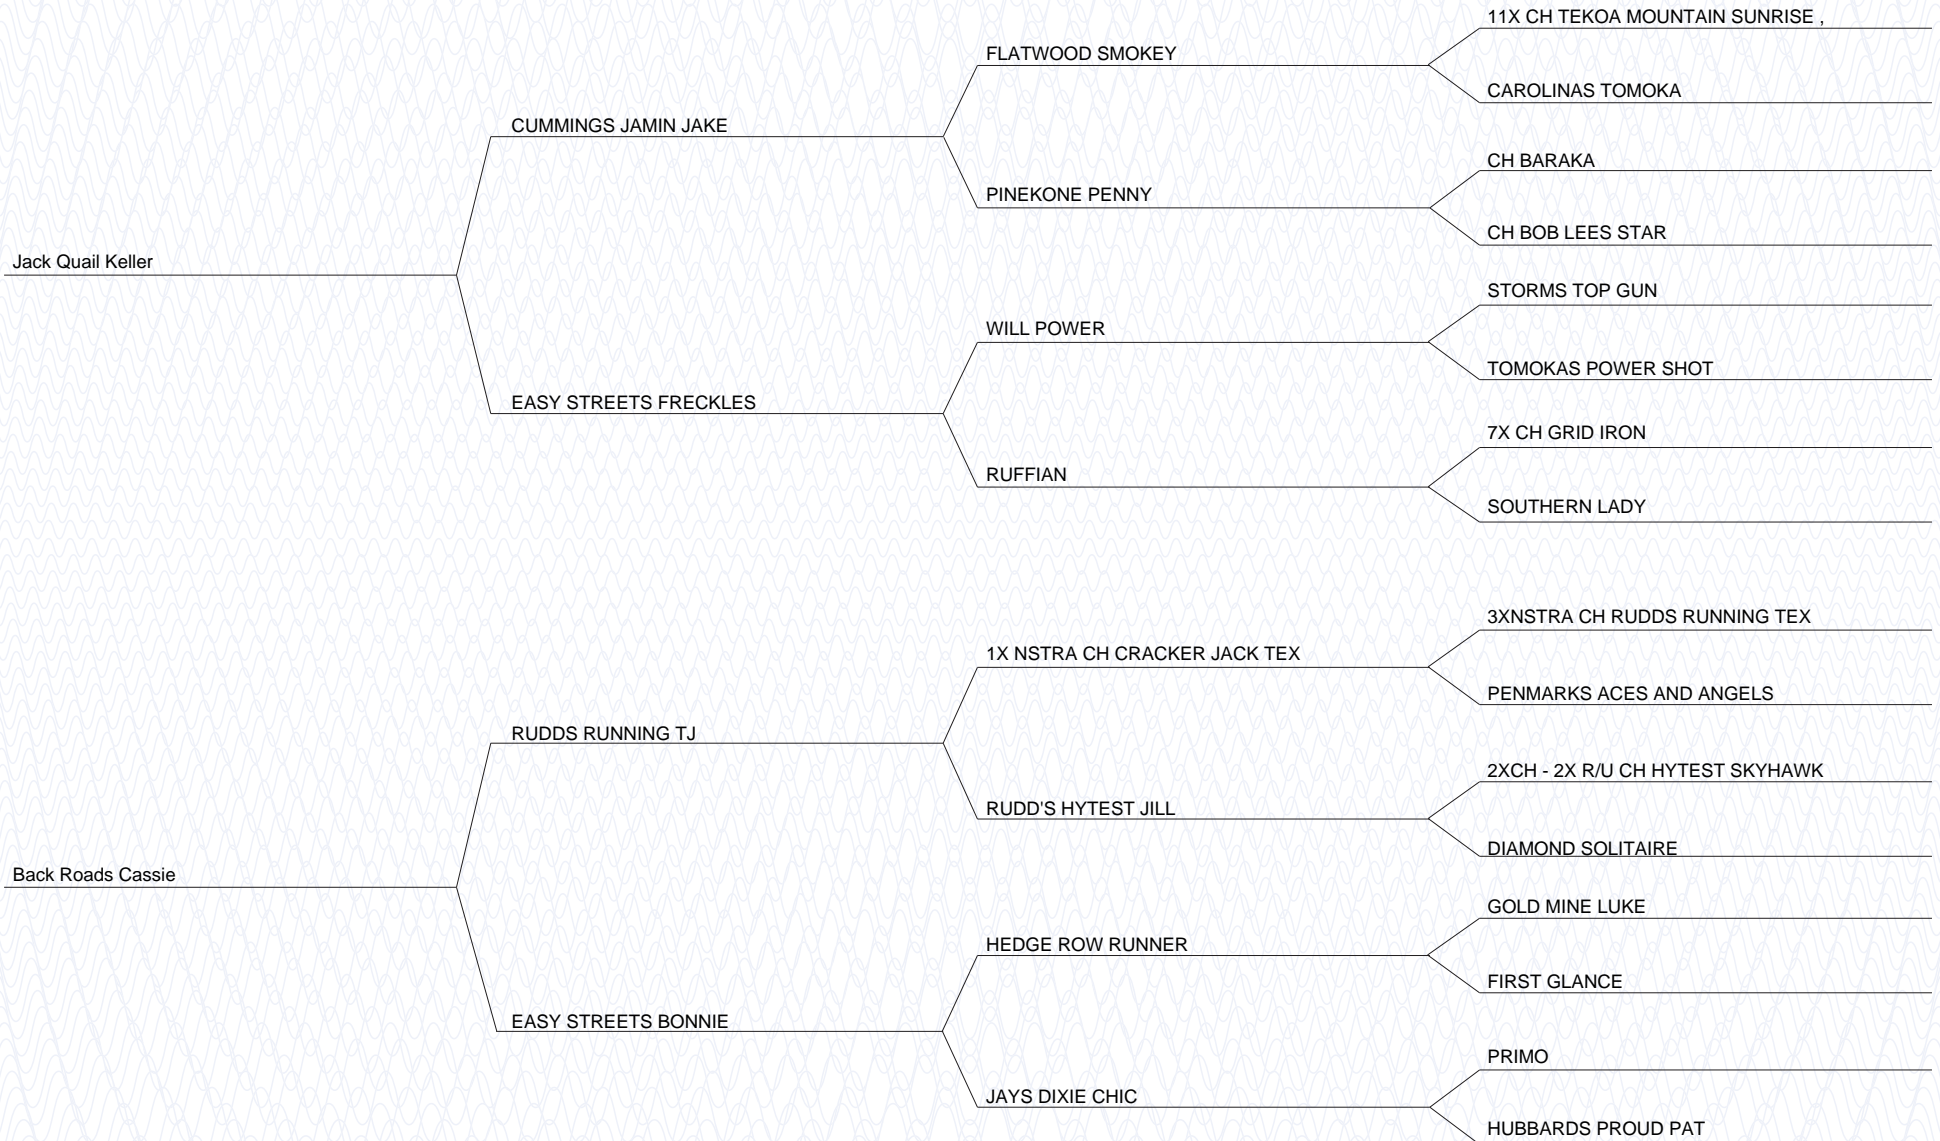 11X CH TEKOA MOUNTAIN SUNRISE ,
FLATWOOD SMOKEY
CAROLINAS TOMOKA
CUMMINGS JAMIN JAKE
CH BARAKA
PINEKONE PENNY
CH BOB LEES STAR
Jack Quail Keller
STORMS TOP GUN
WILL POWER
TOMOKAS POWER SHOT
EASY STREETS FRECKLES
7X CH GRID IRON
RUFFIAN
SOUTHERN LADY
3XNSTRA CH RUDDS RUNNING TEX
1X NSTRA CH CRACKER JACK TEX
PENMARKS ACES AND ANGELS
RUDDS RUNNING TJ
2XCH - 2X R/U CH HYTEST SKYHAWK
RUDD'S HYTEST JILL
DIAMOND SOLITAIRE
Back Roads Cassie
GOLD MINE LUKE
HEDGE ROW RUNNER
FIRST GLANCE
EASY STREETS BONNIE
PRIMO
JAYS DIXIE CHIC
HUBBARDS PROUD PAT